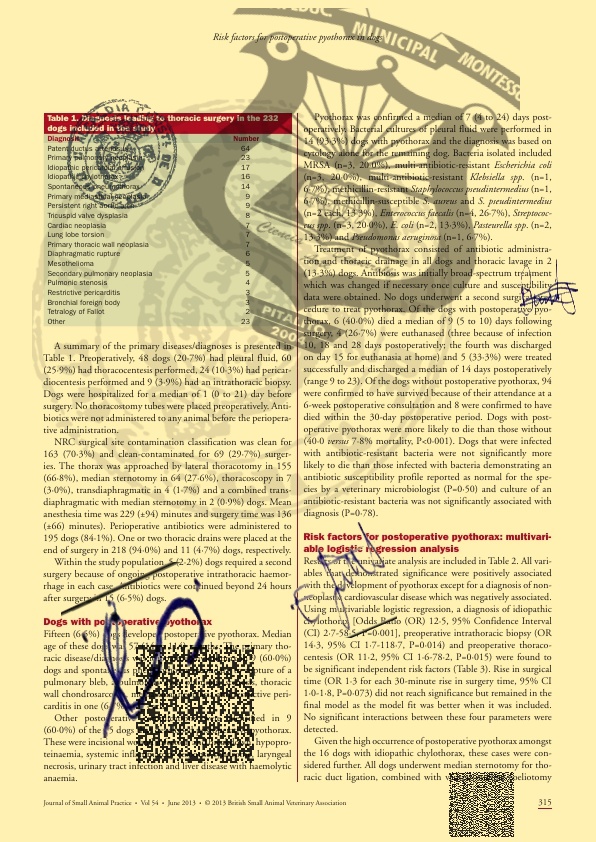 Risk factors for postoperative pyothorax in dogs
MUNICIPAL
MONTESSO
Table 1. Diagnosis leading to thoracic surgery in the 232
dogs included in the study
Diagnosis Number
Patent ductus arteriosus 64
Primary pulmonary neoplasia 23
Idiopathic pericardial effusion 17
Idiopathic chylothorax 16
Spontaneous pneumothorax 14
Primary mediastinal neoplasia 9
Persistent right aortic arch 9
Tricuspid valve dysplasia 8
Cardiac neoplasia 7
Lung lobe torsion 7
Primary thoracic wall neoplasia 7
Diaphragmatic rupture 6
Mesothelioma 5
Secondary pulmonary neoplasia 5
Pulmonic stenosis 4
Restrictive pericarditis 3
Bronchial foreign body 3
Tetralogy of Fallot 2
Other 23
A summary of the primary diseases/diagnoses is presented in
Table 1. Preoperatively, 48 dogs (20·7%) had pleural fluid, 60
(25·9%) had thoracocentesis performed, 24 (10·3%) had pericar-
diocentesis performed and 9 (3·9%) had an intrathoracic biopsy.
Dogs were hospitalized for a median of 1 (0 to 21) day before
surgery. No thoracostomy tubes were placed preoperatively. Anti-
biotics were not administered to any animal before the periopera-
tive administration.
NRC surgical site contamination classification was clean for
163 (70·3%) and clean-contaminated for 69 (29·7%) surger-
ies. The thorax was approached by lateral thoracotomy in 155
(66·8%), median sternotomy in 64 (27·6%), thoracoscopy in 7
(3·0%), transdiaphragmatic in 4 (1·7%) and a combined trans-
diaphragmatic with median sternotomy in 2 (0·9%) dogs. Mean
anesthesia time was 229 (±94) minutes and surgery time was 136
(±66) minutes). Perioperative antibiotics were administered to
195 dogs (84·1%). One or two thoracic drains were placed at the
end of surgery in 218 (94·0%) and 11 (4·7%) dogs, respectively.
Within the study population, 5 (2·2%) dogs required a second
surgery because of ongoing postoperative intrathoracic haemor-
rhage in each case. Antibiotics were continued beyond 24 hours
after surgery in 15 (6·5%) dogs.
Dogs with postoperative pyothorax
Fifteen (6·5%) dogs developed postoperative pyothorax. Median
age of these dogs was 57
racic disease/diagnosis (60·0%)
dogs and spontaneous rupture of a
pulmonary bleb, thoracic
wall chondrosarcoma, peri-
carditis in one (6·7%)
Other postoperative in 9
(60·0%) of the 15 dogs pyothorax.
These were incisional hypopro-
teinaemia, systemic laryngeal
necrosis, urinary tract infection and liver disease with haemolytic
anaemia.
Pyothorax was confirmed a median of 7 (4 to 24) days post-
operatively. Bacterial cultures of pleural fluid were performed in
14 (93·3%) dogs with pyothorax and the diagnosis was based on
cytology alone for the remaining dog. Bacteria isolated included
MRSA (n=3, 20·0%), multi-antibiotic-resistant Escherichia coli
(n=3, 20·0%), multi-antibiotic-resistant Klebsiella spp. (n=1,
6·7%), methicillin-resistant Staphylococcus pseudintermedius (n=1,
6·7%), methicillin-susceptible S. aureus and S. pseudintermedius
(n=2 each, 13·3%), Enterococcus faecalis (n=4, 26·7%), Streptococ-
cus spp. (n=3, 20·0%), E. coli (n=2, 13·3%), Pasteurella spp. (n=2,
13·3%) and Pseudomonas aeruginosa (n=1, 6·7%).
Treatment of pyothorax consisted of antibiotic administra-
tion and thoracic drainage in all dogs and thoracic lavage in 2
(13·3%) dogs. Antibiosis was initially broad-spectrum treatment
which was changed if necessary once culture and susceptibility
data were obtained. No dogs underwent a second surgical pro-
cedure to treat pyothorax. Of the dogs with postoperative pyo-
thorax, 6 (40·0%) died a median of 9 (5 to 10) days following
surgery, 4 (26·7%) were euthanased (three because of infection
10, 18 and 28 days postoperatively; the fourth was discharged
on day 15 for euthanasia at home) and 5 (33·3%) were treated
successfully and discharged a median of 14 days postoperatively
(range 9 to 23). Of the dogs without postoperative pyothorax, 94
were confirmed to have survived because of their attendance at a
6-week postoperative consultation and 8 were confirmed to have
died within the 30-day postoperative period. Dogs with post-
operative pyothorax were more likely to die than those without
(40·0 versus 7·8% mortality, P<0·001). Dogs that were infected
with antibiotic-resistant bacteria were not significantly more
likely to die than those infected with bacteria demonstrating an
antibiotic susceptibility profile reported as normal for the spe-
cies by a veterinary microbiologist (P=0·50) and culture of an
antibiotic-resistant bacteria was not significantly associated with
diagnosis (P=0·78).
Risk factors for postoperative pyothorax: multivari-
able logistic regression analysis
Results of the univariate analysis are included in Table 2. All vari-
ables that demonstrated significance were positively associated
with the development of pyothorax except for a diagnosis of non-
neoplastic cardiovascular disease which was negatively associated.
Using multivariable logistic regression, a diagnosis of idiopathic
chylothorax, [Odds Ratio (OR) 12·5, 95% Confidence Interval
(CI) 2·7-58·5, P=0·001], preoperative intrathoracic biopsy (OR
14·3, 95% CI 1·7-118·7, P=0·014) and preoperative thoraco-
centesis (OR 11·2, 95% CI 1·6-78·2, P=0·015) were found to
be significant independent risk factors (Table 3). Rise in surgical
time (OR 1·3 for each 30-minute rise in surgery time, 95% CI
1·0-1·8, P=0·073) did not reach significance but remained in the
final model as the model fit was better when it was included.
No significant interactions between these four parameters were
detected.
Given the high occurrence of postoperative pyothorax amongst
the 16 dogs with idiopathic chylothorax, these cases were con-
sidered further. All dogs underwent median sternotomy for tho-
racic duct ligation, combined with
Journal of Small Animal Practice • Vol 54 • June 2013 • © 2013 British Small Animal Veterinary Association 315